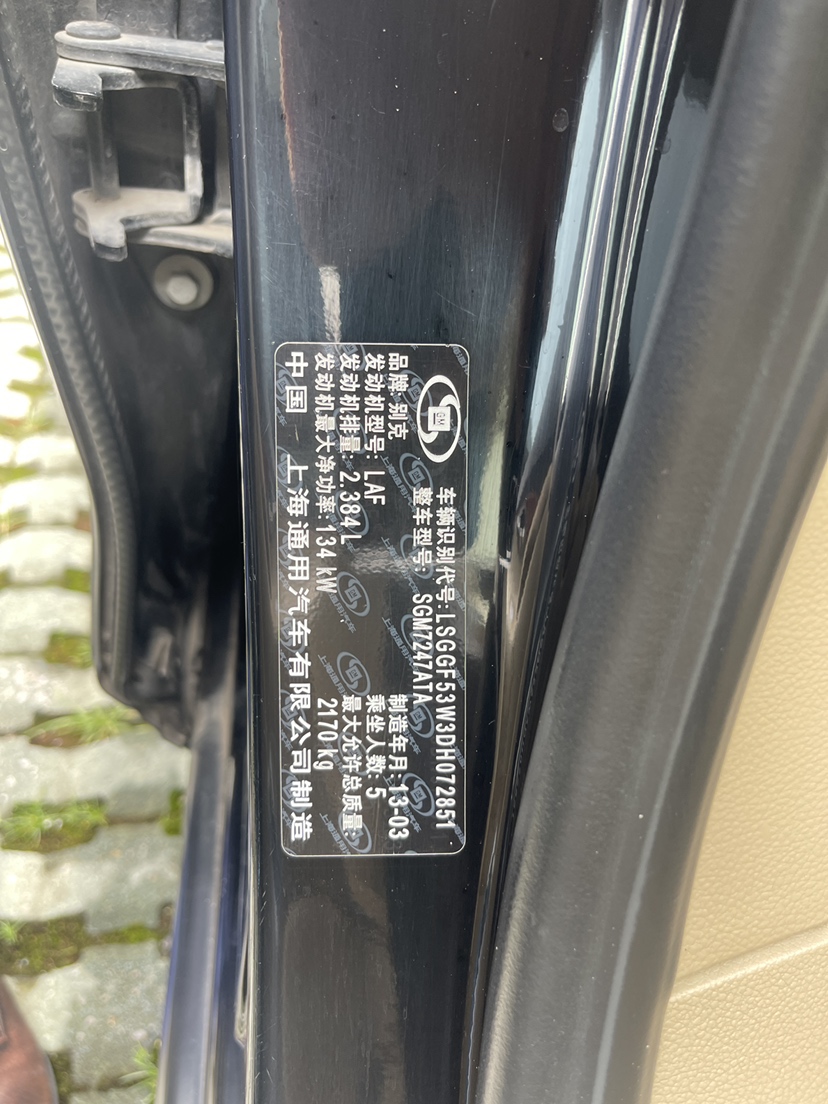 GM
车辆识别代号:LSGGF53W3DH072851
整车型号: SGM7247ATA
品牌:别克 制造年月:13-03
发动机型号:LAF 乘坐人数:5
发动机排量:2.384L 最大允许总质量:
发动机最大净功率:134 kW 2170 kg
中国 上海通用汽车有限公司制造